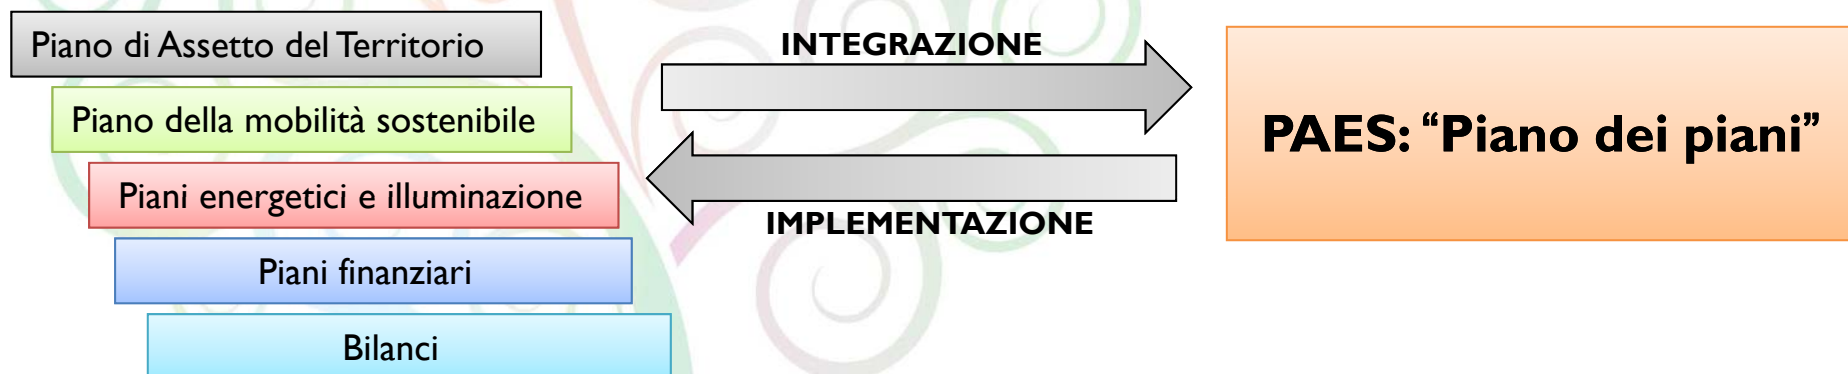 Piano di Assetto del Territorio
Piano della mobilità sostenibile
Piani energetici e illuminazione
Piani finanziari
Bilanci
INTEGRAZIONE
IMPLEMENTAZIONE
PAES: “Piano dei piani”